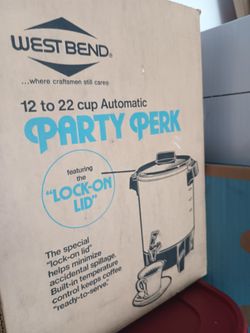 WEST BEND®
...where craftsmen still care®
12 to 22 cup Automatic
PARTY PERK
featuring
the
"LOCK-ON
LID"
The special
"lock-on lid"
helps minimize
accidental spillage.
Built-in temperature
control keeps coffee
"ready-to-serve."